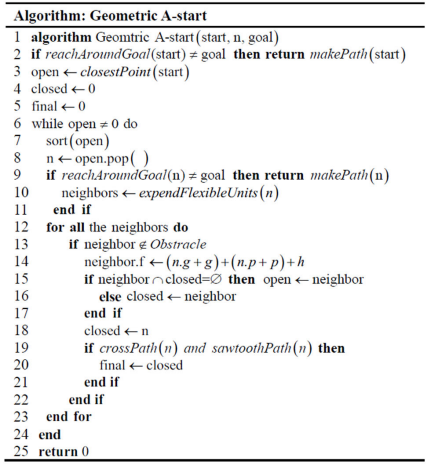 Algorithm: Geometric A-start
1 algorithm Geomtric A-start(start, n, goal)
2 if reachAroundGoal(start) ≠ goal then return makePath(start)
3 open ← closestPoint(start)
4 closed ← 0
5 final ← 0
6 while open ≠ 0 do
7 sort(open)
8 n ← open.pop( )
9 if reachAroundGoal(n) ≠ goal then return makePath(n)
10 neighbors ← expendFlexibleUnits(n)
11 end if
12 for all the neighbors do
13 if neighbor ∉ Obstracle
14 neighbor.f ← (n.g + g) + (n.p + p) + h
15 if neighbor ∩ closed=∅ then open ← neighbor
16 else closed ← neighbor
17 end if
18 closed ← n
19 if crossPath(n) and sawtoothPath(n) then
20 final ← closed
21 end if
22 end if
23 end for
24 end
25 return 0